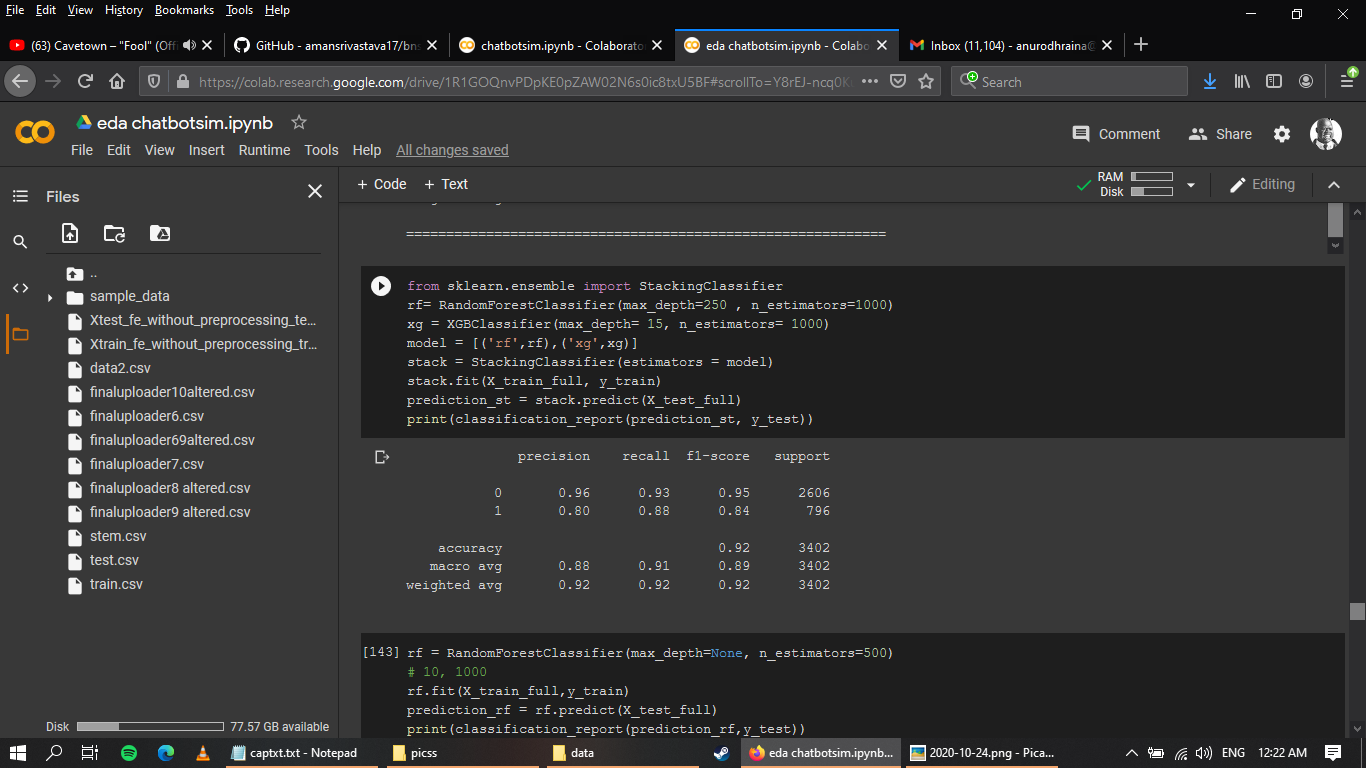 File Edit View History Bookmarks Tools Help
(63) Cavetown – "Fool" (Offi
GitHub - amansrivastava17/bns
chatbotsim.ipynb - Colaborato
eda chatbotsim.ipynb - Colabo
Inbox (11,104) - anurodhraina@
https://colab.research.google.com/drive/1R1GOQnvPDpKE0pZAW02N6s0ic8txU5BF#scrollTo=Y8rEJ-ncq0K
Search
eda chatbotsim.ipynb
Comment Share
File Edit View Insert Runtime Tools Help All changes saved
Files
+ Code + Text
RAM
Disk
Editing
..
sample_data
Xtest_fe_without_preprocessing_te...
Xtrain_fe_without_preprocessing_tr...
data2.csv
finaluploader10altered.csv
finaluploader6.csv
finaluploader69altered.csv
finaluploader7.csv
finaluploader8 altered.csv
finaluploader9 altered.csv
stem.csv
test.csv
train.csv
Disk 77.57 GB available
============================================================
from sklearn.ensemble import StackingClassifier
rf= RandomForestClassifier(max_depth=250 , n_estimators=1000)
xg = XGBClassifier(max_depth= 15, n_estimators= 1000)
model = [('rf',rf),('xg',xg)]
stack = StackingClassifier(estimators = model)
stack.fit(X_train_full, y_train)
prediction_st = stack.predict(X_test_full)
print(classification_report(prediction_st, y_test))
precision recall f1-score support
0 0.96 0.93 0.95 2606
1 0.80 0.88 0.84 796
accuracy 0.92 3402
macro avg 0.88 0.91 0.89 3402
weighted avg 0.92 0.92 0.92 3402
[143] rf = RandomForestClassifier(max_depth=None, n_estimators=500)
# 10, 1000
rf.fit(X_train_full,y_train)
prediction_rf = rf.predict(X_test_full)
print(classification_report(prediction_rf,y_test))
captxt.txt - Notepad
picss
data
eda chatbotsim.ipynb...
2020-10-24.png - Pica...
ENG 12:22 AM